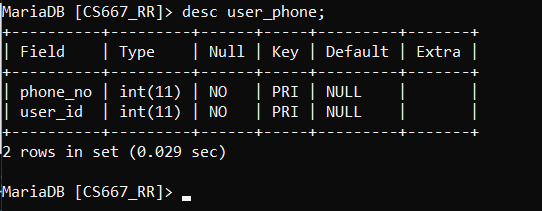 MariaDB [CS667_RR]> desc user_phone;
+----------+---------+------+-----+---------+-------+
| Field    | Type    | Null | Key | Default | Extra |
+----------+---------+------+-----+---------+-------+
| phone_no | int(11) | NO   | PRI | NULL    |       |
| user_id  | int(11) | NO   | PRI | NULL    |       |
+----------+---------+------+-----+---------+-------+
2 rows in set (0.029 sec)
MariaDB [CS667_RR]>